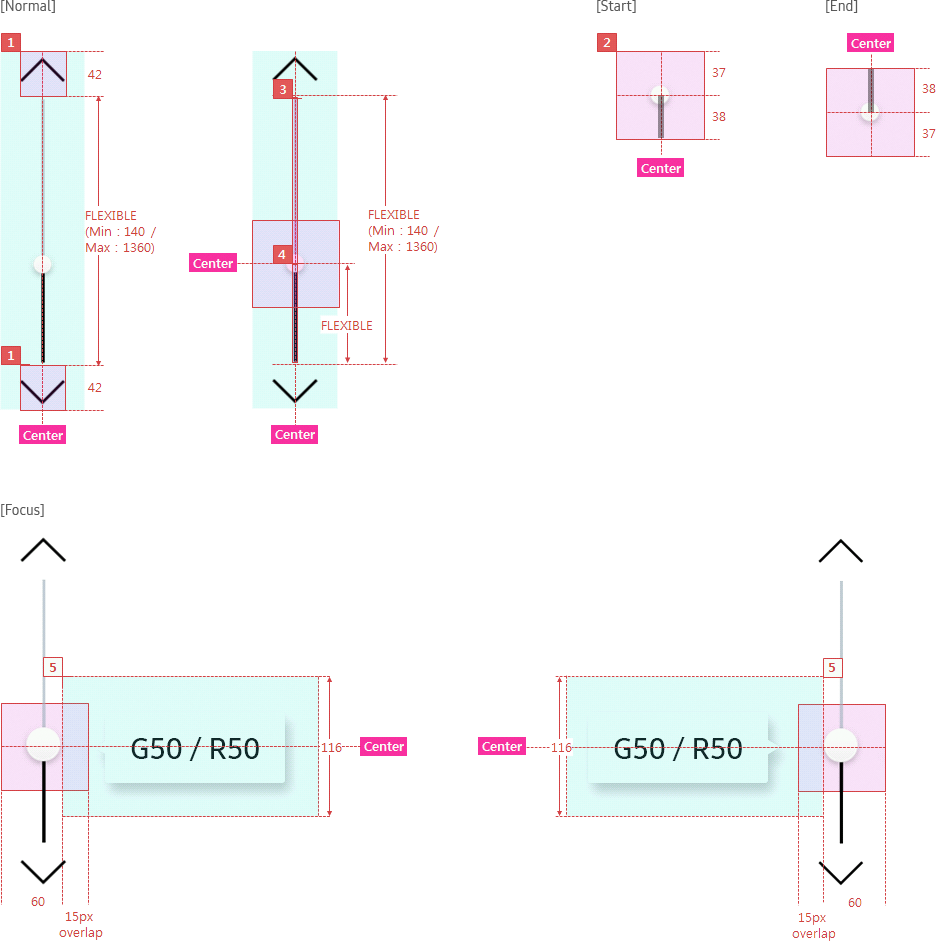 [Normal]
[Start]
[End]
1
42
FLEXIBLE
(Min : 140 /
Max : 1360)
1
42
Center
3
FLEXIBLE
(Min : 140 /
Max : 1360)
4
Center
FLEXIBLE
Center
2
37
38
Center
Center
38
37
[Focus]
5
G50 / R50
116
Center
60
15px
overlap
5
Center
116
G50 / R50
15px
overlap
60